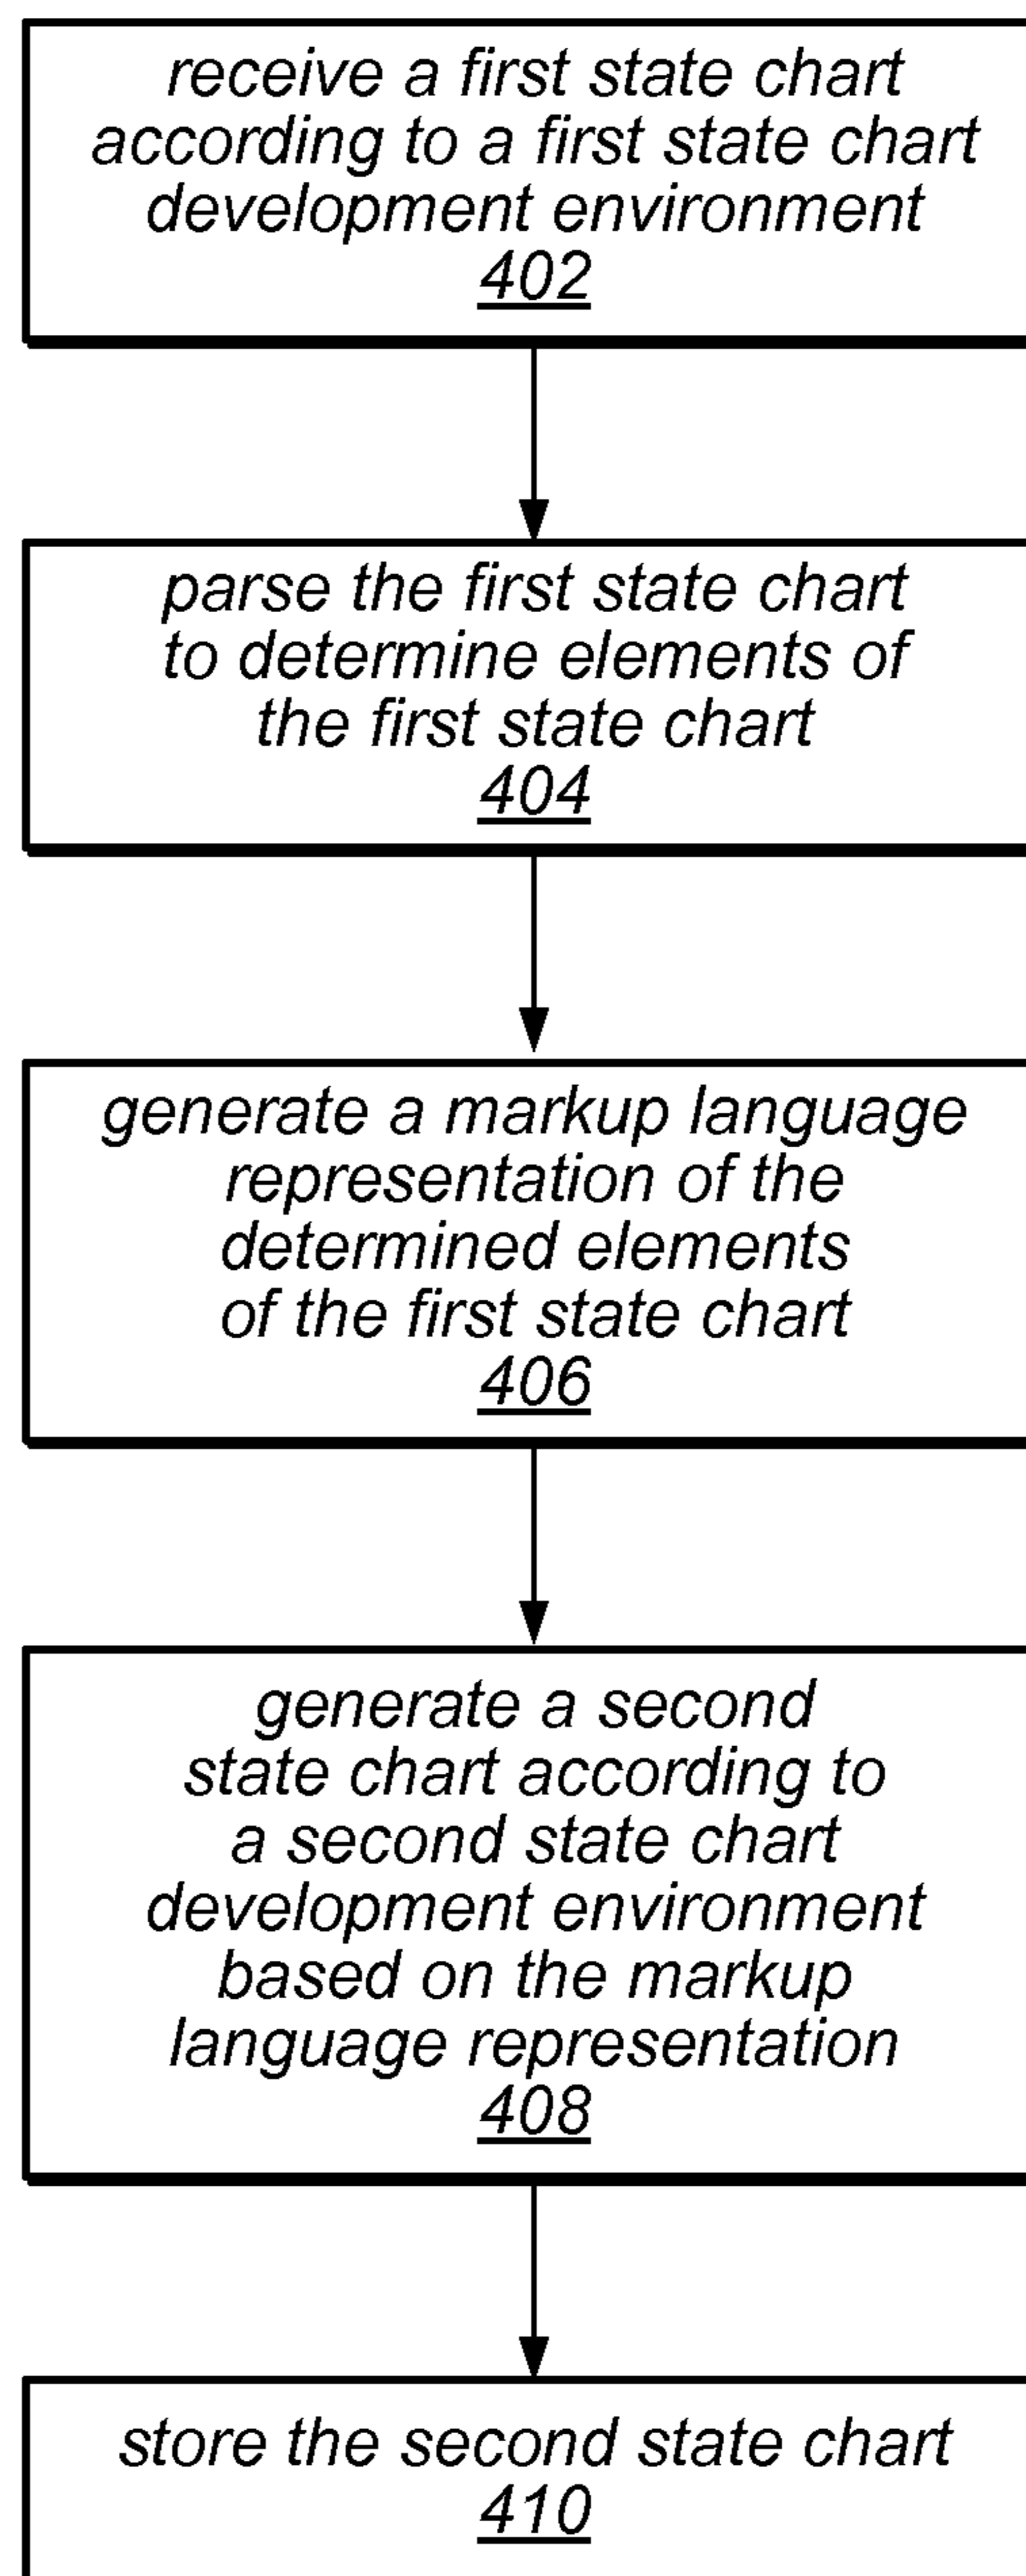 receive a first state chart
according to a first state chart
development environment
402
parse the first state chart
to determine elements of
the first state chart
404
generate a markup language
representation of the
determined elements
of the first state chart
406
generate a second
state chart according to
a second state chart
development environment
based on the markup
language representation
408
store the second state chart
410